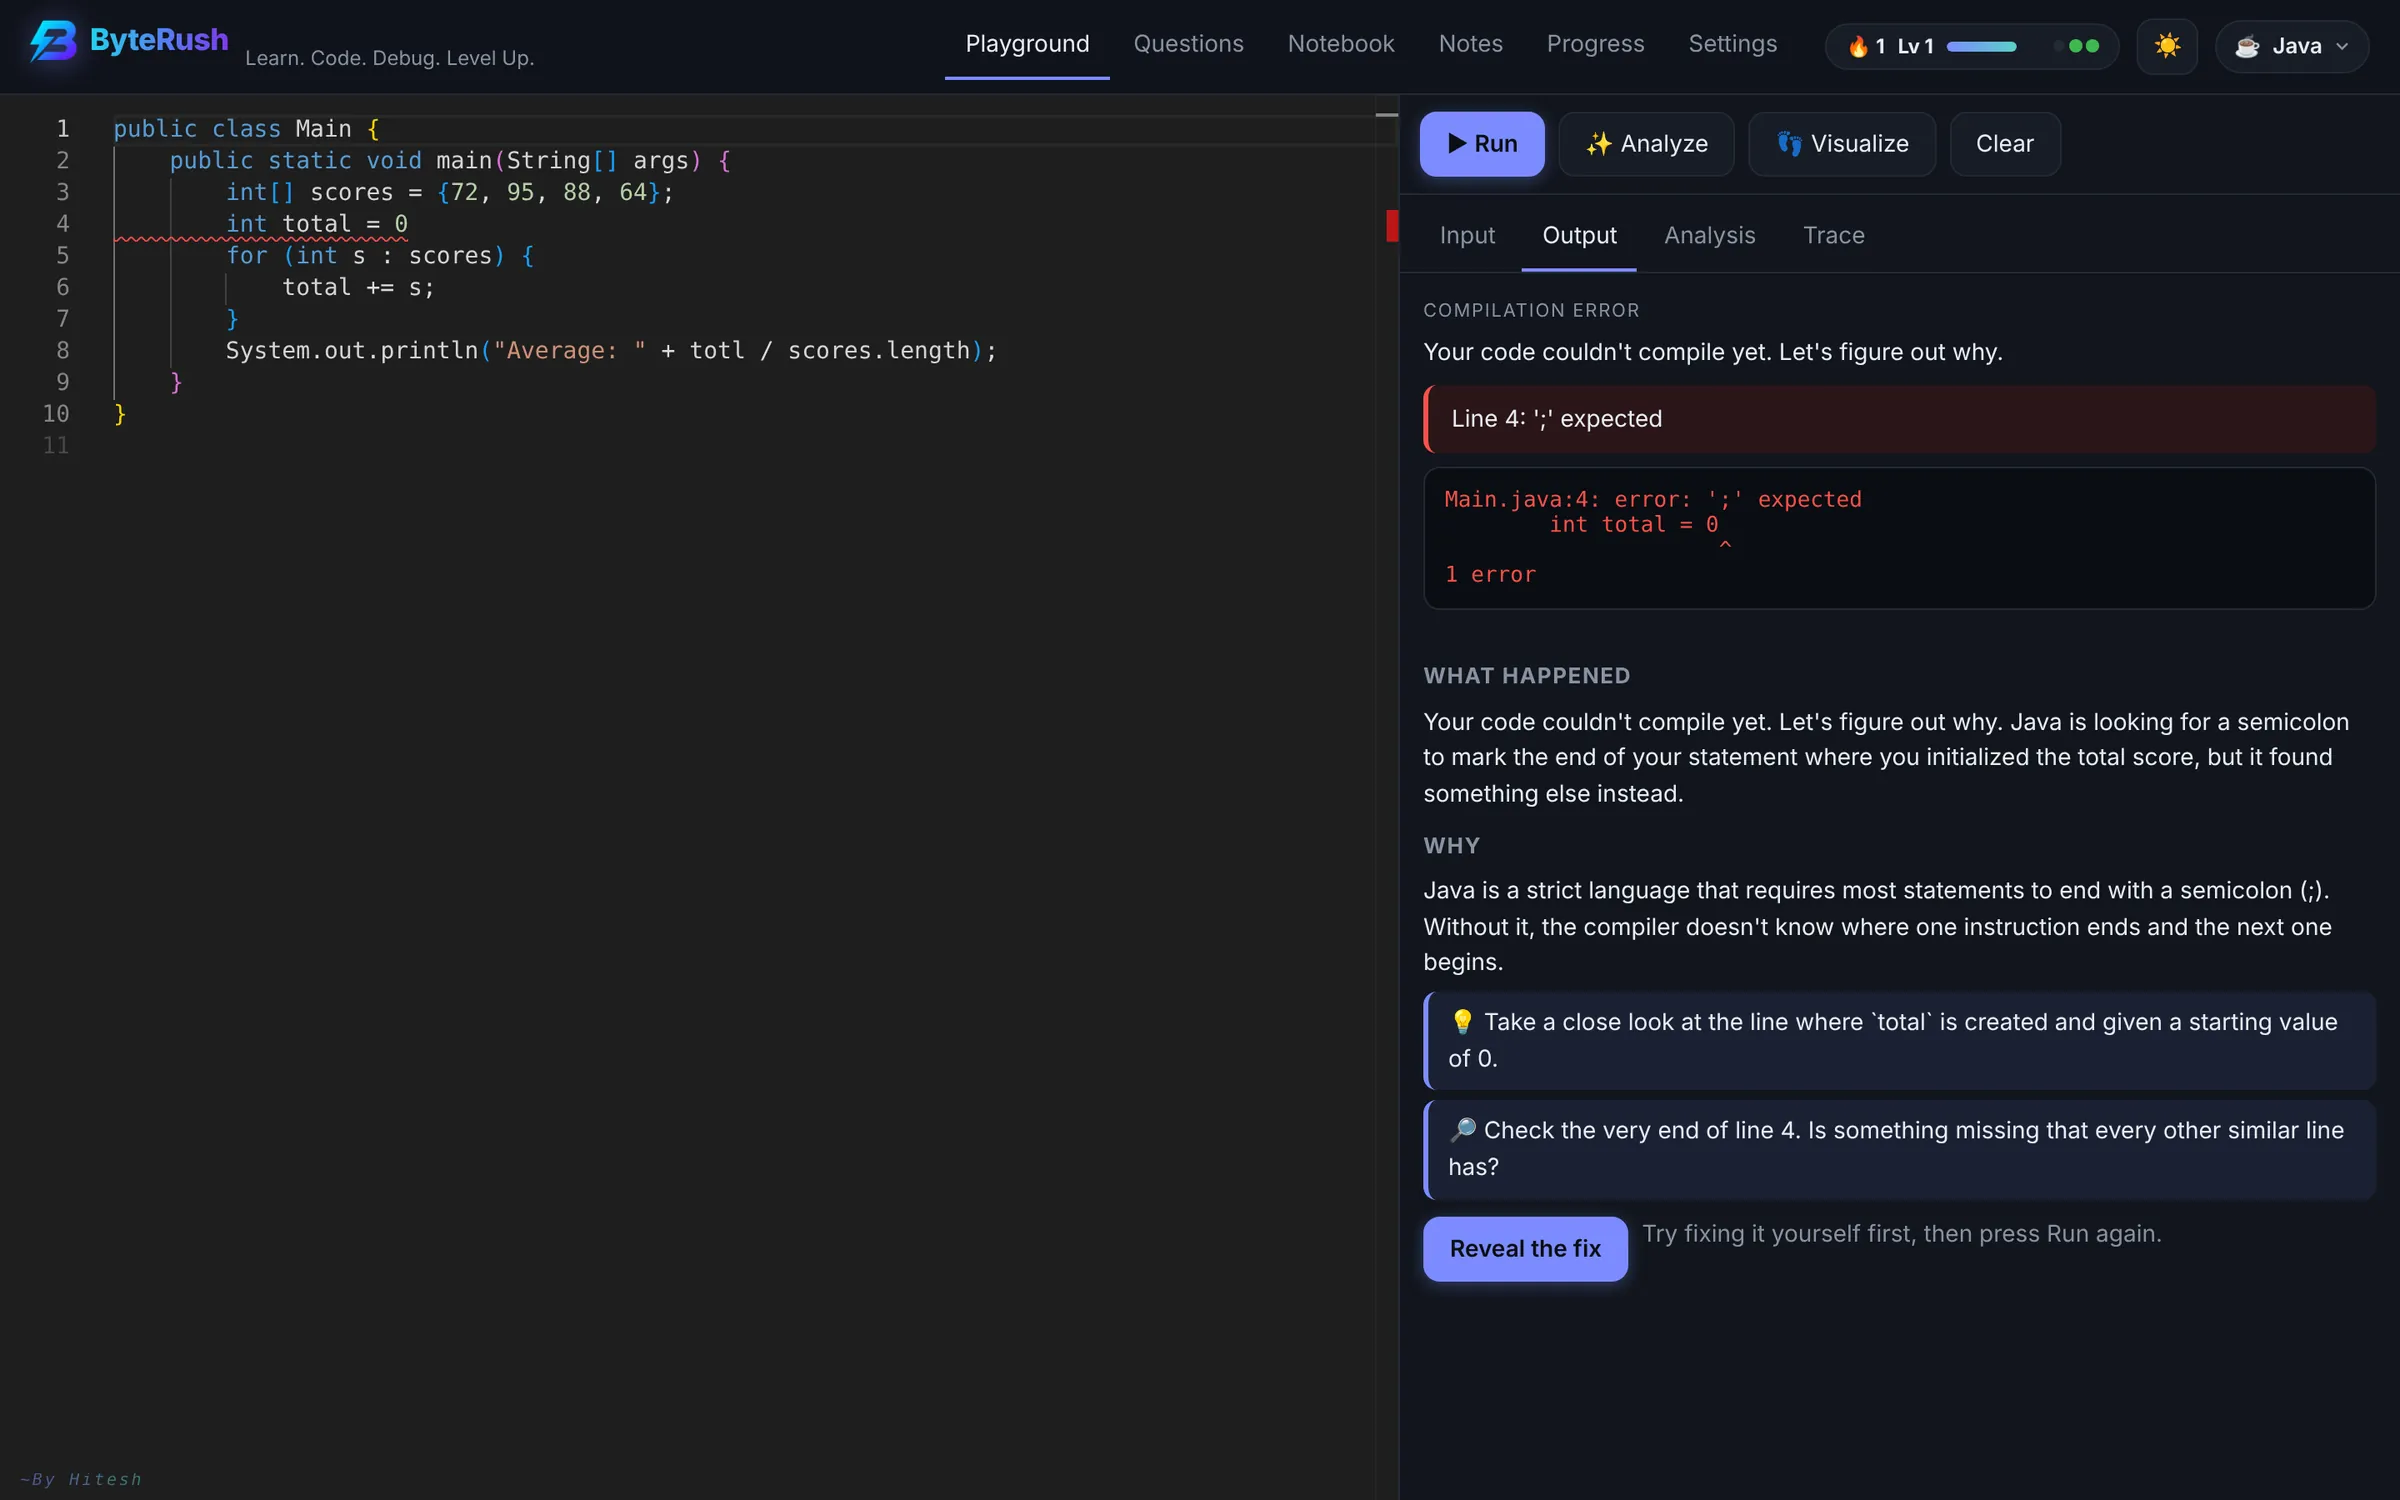 ByteRush
Learn. Code. Debug. Level Up.
Playground
Questions
Notebook
Notes
Progress
Settings
1 Lv 1
Java
1 public class Main {
2     public static void main(String[] args) {
3         int[] scores = {72, 95, 88, 64};
4         int total = 0
5         for (int s : scores) {
6             total += s;
7         }
8         System.out.println("Average: " + totl / scores.length);
9     }
10 }
11
Run
Analyze
Visualize
Clear
Input
Output
Analysis
Trace
COMPILATION ERROR
Your code couldn't compile yet. Let's figure out why.
Line 4: ';' expected
Main.java:4: error: ';' expected
        int total = 0
                     ^
1 error
WHAT HAPPENED
Your code couldn't compile yet. Let's figure out why. Java is looking for a semicolon
to mark the end of your statement where you initialized the total score, but it found
something else instead.
WHY
Java is a strict language that requires most statements to end with a semicolon (;).
Without it, the compiler doesn't know where one instruction ends and the next one
begins.
Take a close look at the line where `total` is created and given a starting value
of 0.
Check the very end of line 4. Is something missing that every other similar line
has?
Reveal the fix
Try fixing it yourself first, then press Run again.
~By Hitesh